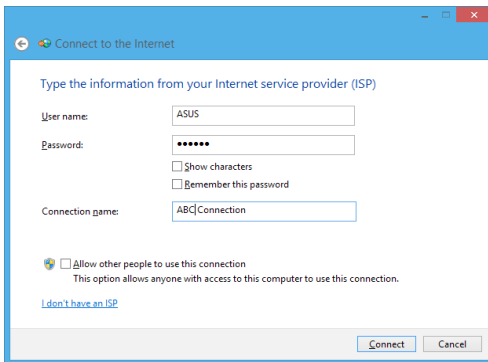 Connect to the Internet
Type the information from your Internet service provider (ISP)
User name: ASUS
Password: ••••••
Show characters
Remember this password
Connection name: ABC Connection
Allow other people to use this connection
This option allows anyone with access to this computer to use this connection.
I don't have an ISP
Connect Cancel